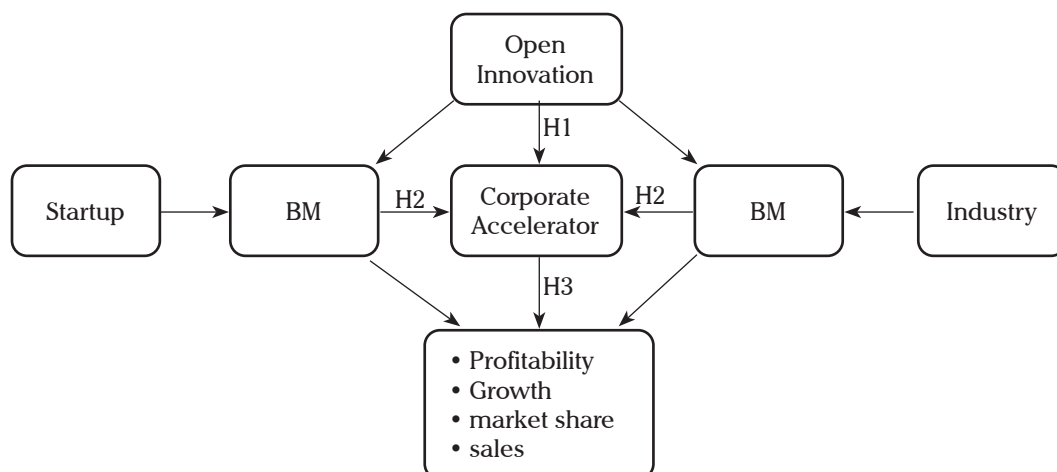 Open
Innovation
H1
Startup
BM
H2
Corporate
Accelerator
H2
BM
Industry
H3
• Profitability
• Growth
• market share
• sales